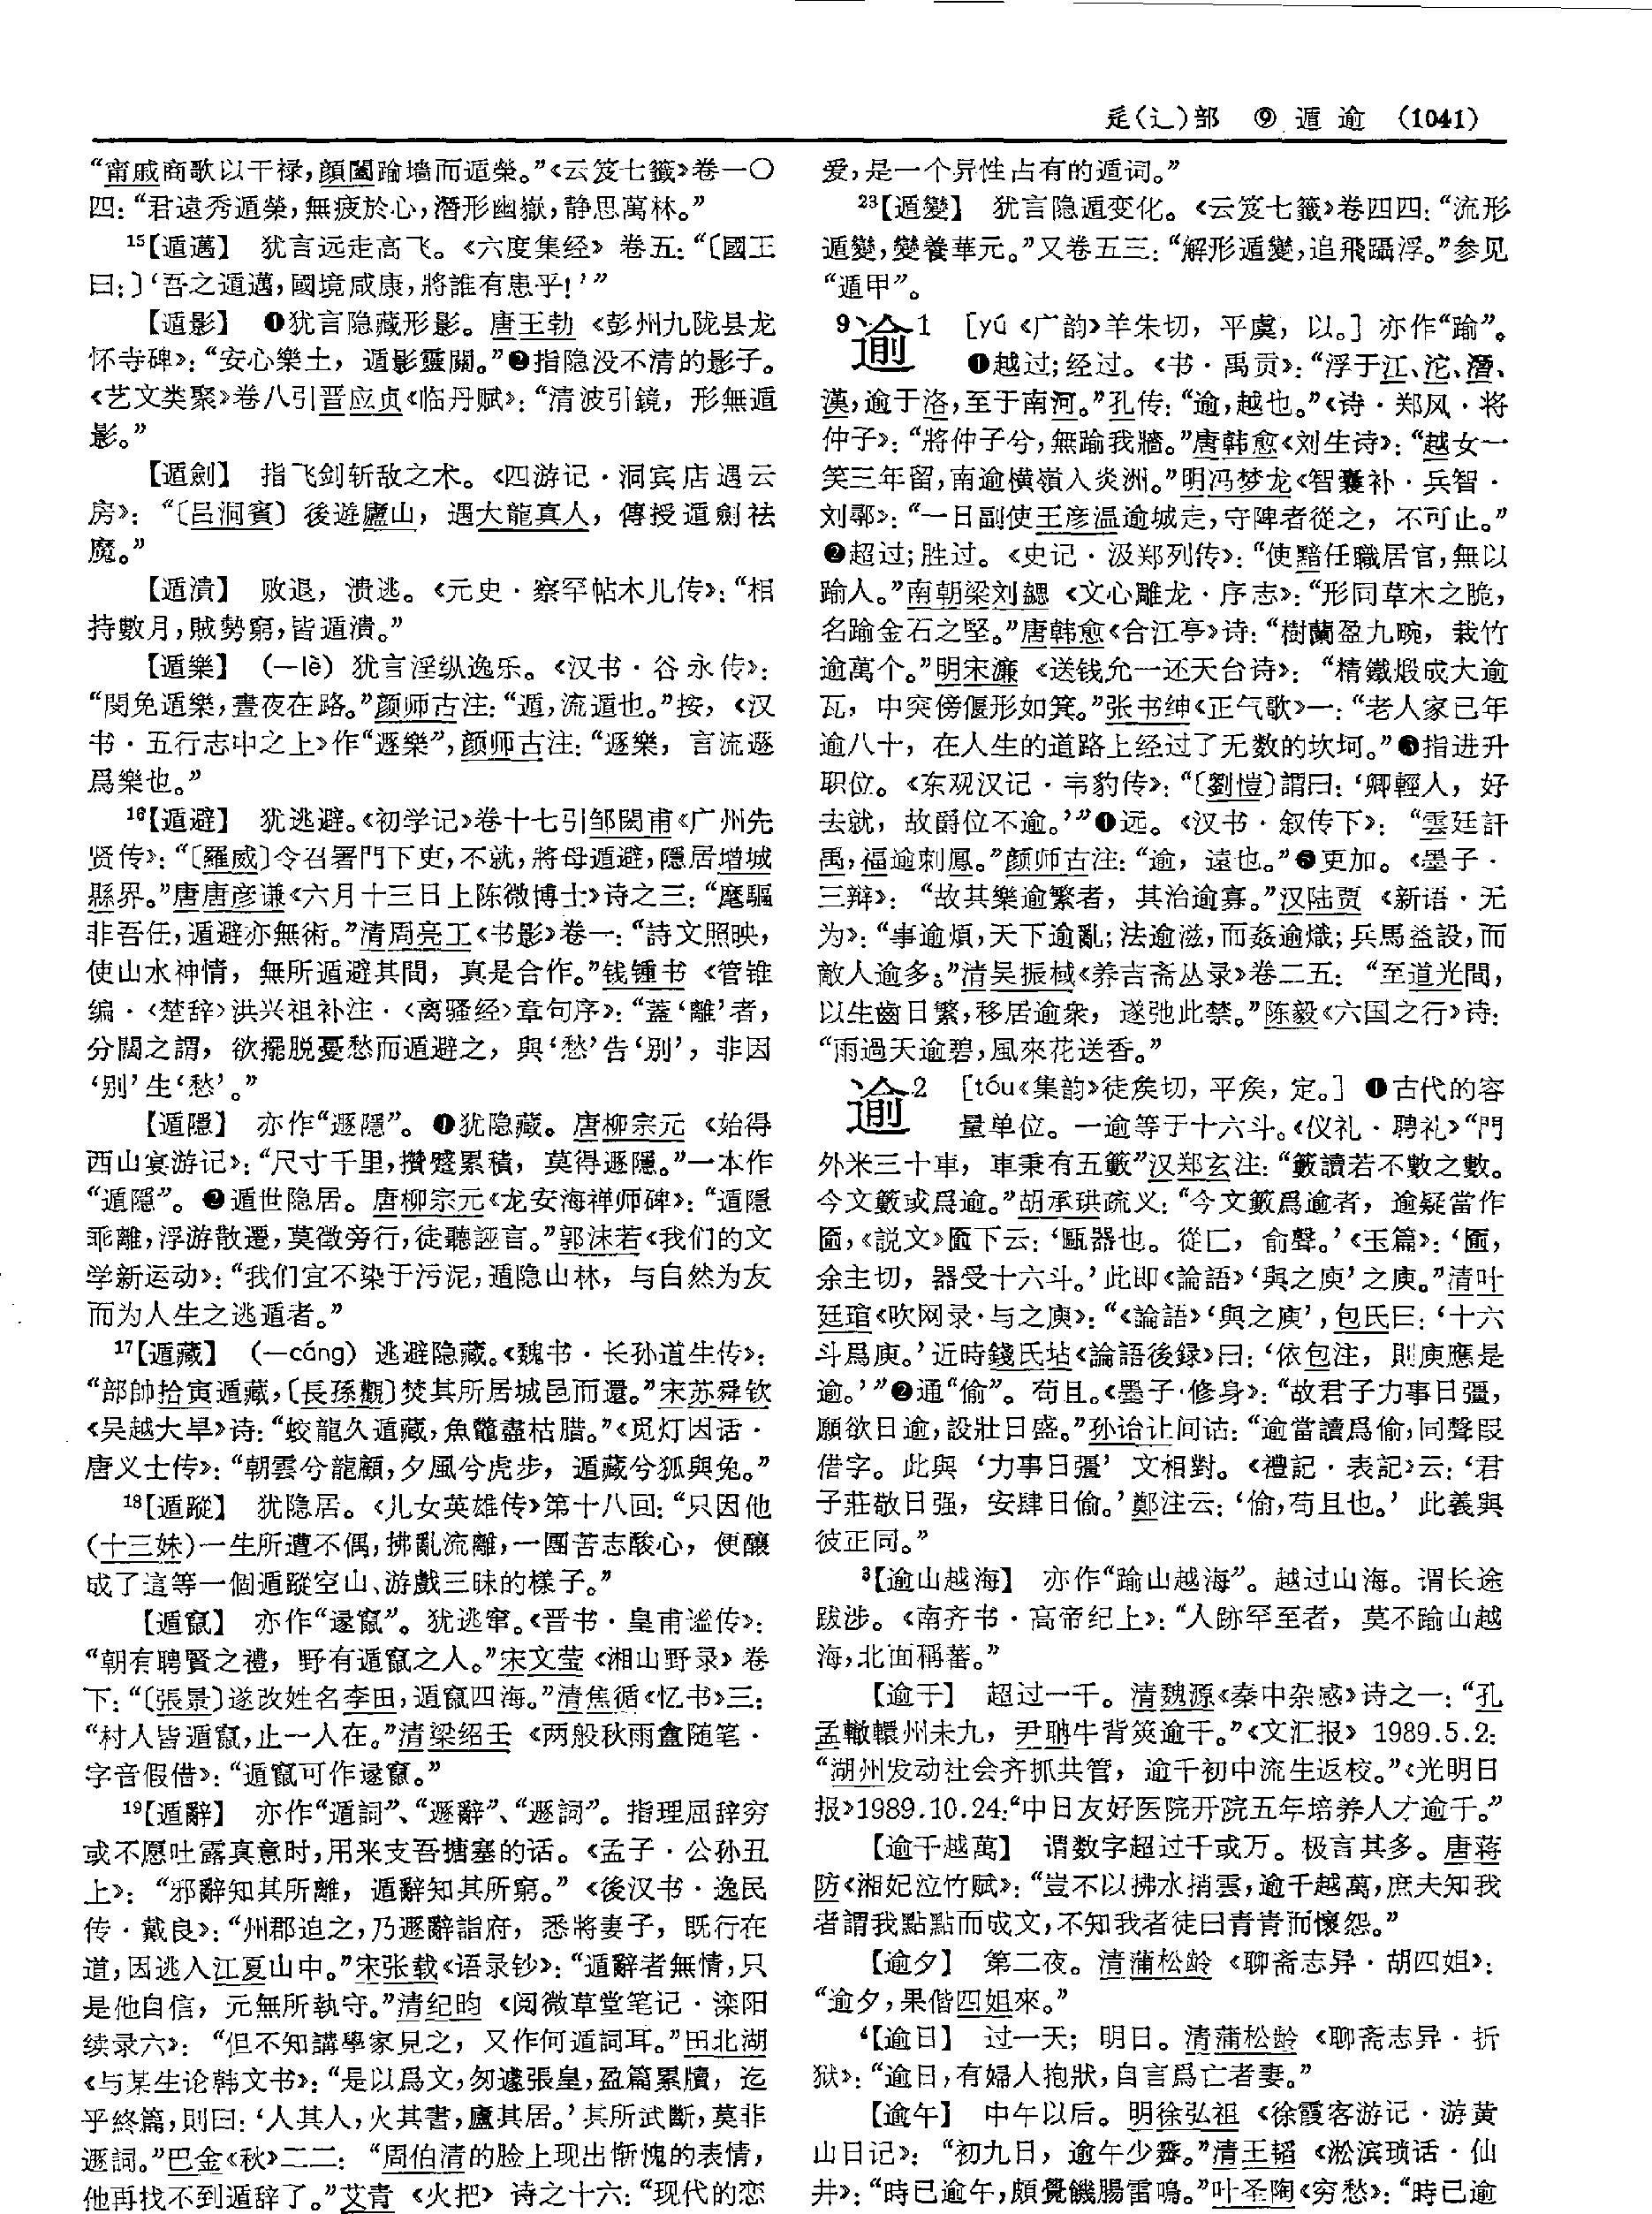 辵(辶)部 ⑨ 遁 逾 (1041)
“甯戚商歌以干禄,顔闔踰墙而遁榮。”《云笈七籤》卷一〇
四:“君遠秀遁榮,無疲於心,潛形幽嶽,静思萬林。”
15【遁邁】 犹言远走高飞。《六度集经》卷五:“〔國王
曰:〕‘吾之遁邁,國境咸康,將誰有患乎!’”
【遁影】 ❶犹言隐藏形影。唐王勃《彭州九陇县龙
怀寺碑》:“安心樂土,遁影靈關。”❷指隐没不清的影子。
《艺文类聚》卷八引晋应贞《临丹赋》:“清波引鏡,形無遁
影。”
【遁劍】 指飞剑斩敌之术。《四游记·洞宾店遇云
房》:“〔吕洞賓〕後遊廬山,遇大龍真人,傳授遁劍祛
魔。”
【遁潰】 败退,溃逃。《元史·察罕帖木儿传》:“相
持數月,賊勢窮,皆遁潰。”
【遁樂】 (—lè)犹言淫纵逸乐。《汉书·谷永传》:
“閔免遁樂,晝夜在路。”颜师古注:“遁,流遁也。”按,《汉
书·五行志中之上》作“遯樂”,颜师古注:“遯樂,言流遯
爲樂也。”
16【遁避】 犹逃避。《初学记》卷十七引邹閎甫《广州先
贤传》:“〔羅威〕令召署門下吏,不就,將母遁避,隱居增城
縣界。”唐唐彦谦《六月十三日上陈微博士》诗之三:“麾驅
非吾任,遁避亦無術。”清周亮工《书影》卷一:“詩文照映,
使山水神情,無所遁避其間,真是合作。”钱锺书《管锥
编·〈楚辞〉洪兴祖补注·〈离骚经〉章句序》:“蓋‘離’者,
分闊之謂,欲擺脱憂愁而遁避之,與‘愁’告‘别’,非因
‘别’生‘愁’。”
【遁隱】 亦作“遯隱”。❶犹隐藏。唐柳宗元《始得
西山宴游记》:“尺寸千里,攢蹙累積,莫得遯隱。”一本作
“遁隱”。❷遁世隐居。唐柳宗元《龙安海禅师碑》:“遁隱
乖離,浮游散遷,莫徵旁行,徒聽誣言。”郭沫若《我们的文
学新运动》:“我们宜不染于污泥,遁隐山林,与自然为友
而为人生之逃遁者。”
17【遁藏】 (—cáng)逃避隐藏。《魏书·长孙道生传》:
“部帥拾寅遁藏,〔長孫觀〕焚其所居城邑而還。”宋苏舜钦
《吴越大旱》诗:“蛟龍久遁藏,魚鼈盡枯腊。”《觅灯因话·
唐义士传》:“朝雲兮龍顧,夕風兮虎步,遁藏兮狐與兔。”
18【遁蹤】 犹隐居。《儿女英雄传》第十八回:“只因他
(十三妹)一生所遭不偶,拂亂流離,一團苦志酸心,便釀
成了這等一個遁蹤空山、游戲三昧的樣子。”
【遁竄】 亦作“逯竄”。犹逃窜。《晋书·皇甫谧传》:
“朝有聘賢之禮,野有遁竄之人。”宋文莹《湘山野录》卷
下:“〔張景〕遂改姓名李田,遁竄四海。”清焦循《忆书》三:
“村人皆遁竄,止一人在。”清梁绍壬《两般秋雨盦随笔·
字音假借》:“遁竄可作逯竄。”
19【遁辭】 亦作“遁詞”、“遯辭”、“遯詞”。指理屈辞穷
或不愿吐露真意时,用来支吾搪塞的话。《孟子·公孙丑
上》:“邪辭知其所離,遁辭知其所窮。”《後汉书·逸民
传·戴良》:“州郡迫之,乃遯辭詣府,悉將妻子,既行在
道,因逃入江夏山中。”宋张载《语录钞》:“遁辭者無情,只
是他自信,元無所執守。”清纪昀《阅微草堂笔记·滦阳
续录六》:“但不知講學家見之,又作何遁詞耳。”田北湖
《与某生论韩文书》:“是以爲文,匆遽張皇,盈篇累牘,迄
乎終篇,則曰:‘人其人,火其書,廬其居。’其所武斷,莫非
遯詞。”巴金《秋》二二:“周伯清的脸上现出惭愧的表情,
他再找不到遁辞了。”艾青《火把》诗之十六:“现代的恋
爱,是一个异性占有的遁词。”
23【遁變】 犹言隐遁变化。《云笈七籤》卷四四:“流形
遁變,變養華元。”又卷五三:“解形遁變,追飛躡浮。”参见
“遁甲”。
9逾1 [yú《广韵》羊朱切,平虞,以。]亦作“踰”。
❶越过;经过。《书·禹贡》:“浮于江、沱、潛、
漢,逾于洛,至于南河。”孔传:“逾,越也。”《诗·郑风·将
仲子》:“將仲子兮,無踰我牆。”唐韩愈《刘生诗》:“越女一
笑三年留,南逾横嶺入炎洲。”明冯梦龙《智囊补·兵智·
刘鄩》:“一日副使王彦温逾城走,守陴者從之,不可止。”
❷超过;胜过。《史记·汲郑列传》:“使黯任職居官,無以
踰人。”南朝梁刘勰《文心雕龙·序志》:“形同草木之脆,
名踰金石之堅。”唐韩愈《合江亭》诗:“樹蘭盈九畹,栽竹
逾萬个。”明宋濂《送钱允一还天台诗》:“精鐵煅成大逾
瓦,中突傍偃形如箕。”张书绅《正气歌》一:“老人家已年
逾八十,在人生的道路上经过了无数的坎坷。”❸指进升
职位。《东观汉记·韦豹传》:“〔劉愷〕謂曰:‘卿輕人,好
去就,故爵位不逾。’”❹远。《汉书·叙传下》:“雲廷訐
禹,福逾刺鳳。”颜师古注:“逾,遠也。”❺更加。《墨子·
三辩》:“故其樂逾繁者,其治逾寡。”汉陆贾《新语·无
为》:“事逾煩,天下逾亂;法逾滋,而姦逾熾;兵馬益設,而
敵人逾多。”清吴振棫《养吉斋丛录》卷二五:“至道光間,
以生齒日繁,移居逾衆,遂弛此禁。”陈毅《六国之行》诗:
“雨過天逾碧,風來花送香。”
逾2 [tóu《集韵》徒矦切,平矦,定。]❶古代的容
量单位。一逾等于十六斗。《仪礼·聘礼》“門
外米三十車,車秉有五籔”汉郑玄注:“籔讀若不數之數。
今文籔或爲逾。”胡承珙疏义:“今文籔爲逾者,逾疑當作
匬,《説文》匬下云:‘甌器也。從匚,俞聲。’《玉篇》:‘匬,
余主切,器受十六斗。’此即《論語》‘與之庾’之庾。”清叶
廷琯《吹网录·与之庾》:“《論語》‘與之庾’,包氏曰:‘十六
斗爲庾。’近時錢氏坫《論語後録》曰:‘依包注,則庾應是
逾。’”❷通“偷”。苟且。《墨子·修身》:“故君子力事日彊,
願欲日逾,設壯日盛。”孙诒让间诂:“逾當讀爲偷,同聲叚
借字。此與‘力事日彊’文相對。《禮記·表記》云:‘君
子莊敬日强,安肆日偷。’鄭注云:‘偷,苟且也。’此義與
彼正同。”
3【逾山越海】 亦作“踰山越海”。越过山海。谓长途
跋涉。《南齐书·高帝纪上》:“人跡罕至者,莫不踰山越
海,北面稱蕃。”
【逾千】 超过一千。清魏源《秦中杂感》诗之一:“孔
孟轍轘州未九,尹聃牛背筴逾千。”《文汇报》1989.5.2:
“湖州发动社会齐抓共管,逾千初中流生返校。”《光明日
报》1989.10.24:“中日友好医院开院五年培养人才逾千。”
【逾千越萬】 谓数字超过千或万。极言其多。唐蒋
防《湘妃泣竹赋》:“豈不以拂水捎雲,逾千越萬,庶夫知我
者謂我點點而成文,不知我者徒曰青青而懷怨。”
【逾夕】 第二夜。清蒲松龄《聊斋志异·胡四姐》:
“逾夕,果偕四姐來。”
4【逾日】 过一天;明日。清蒲松龄《聊斋志异·折
狱》:“逾日,有婦人抱狀,自言爲亡者妻。”
【逾午】 中午以后。明徐弘祖《徐霞客游记·游黄
山日记》:“初九日,逾午少霽。”清王韬《淞滨琐话·仙
井》:“時已逾午,頗覺饑腸雷鳴。”叶圣陶《穷愁》:“時已逾